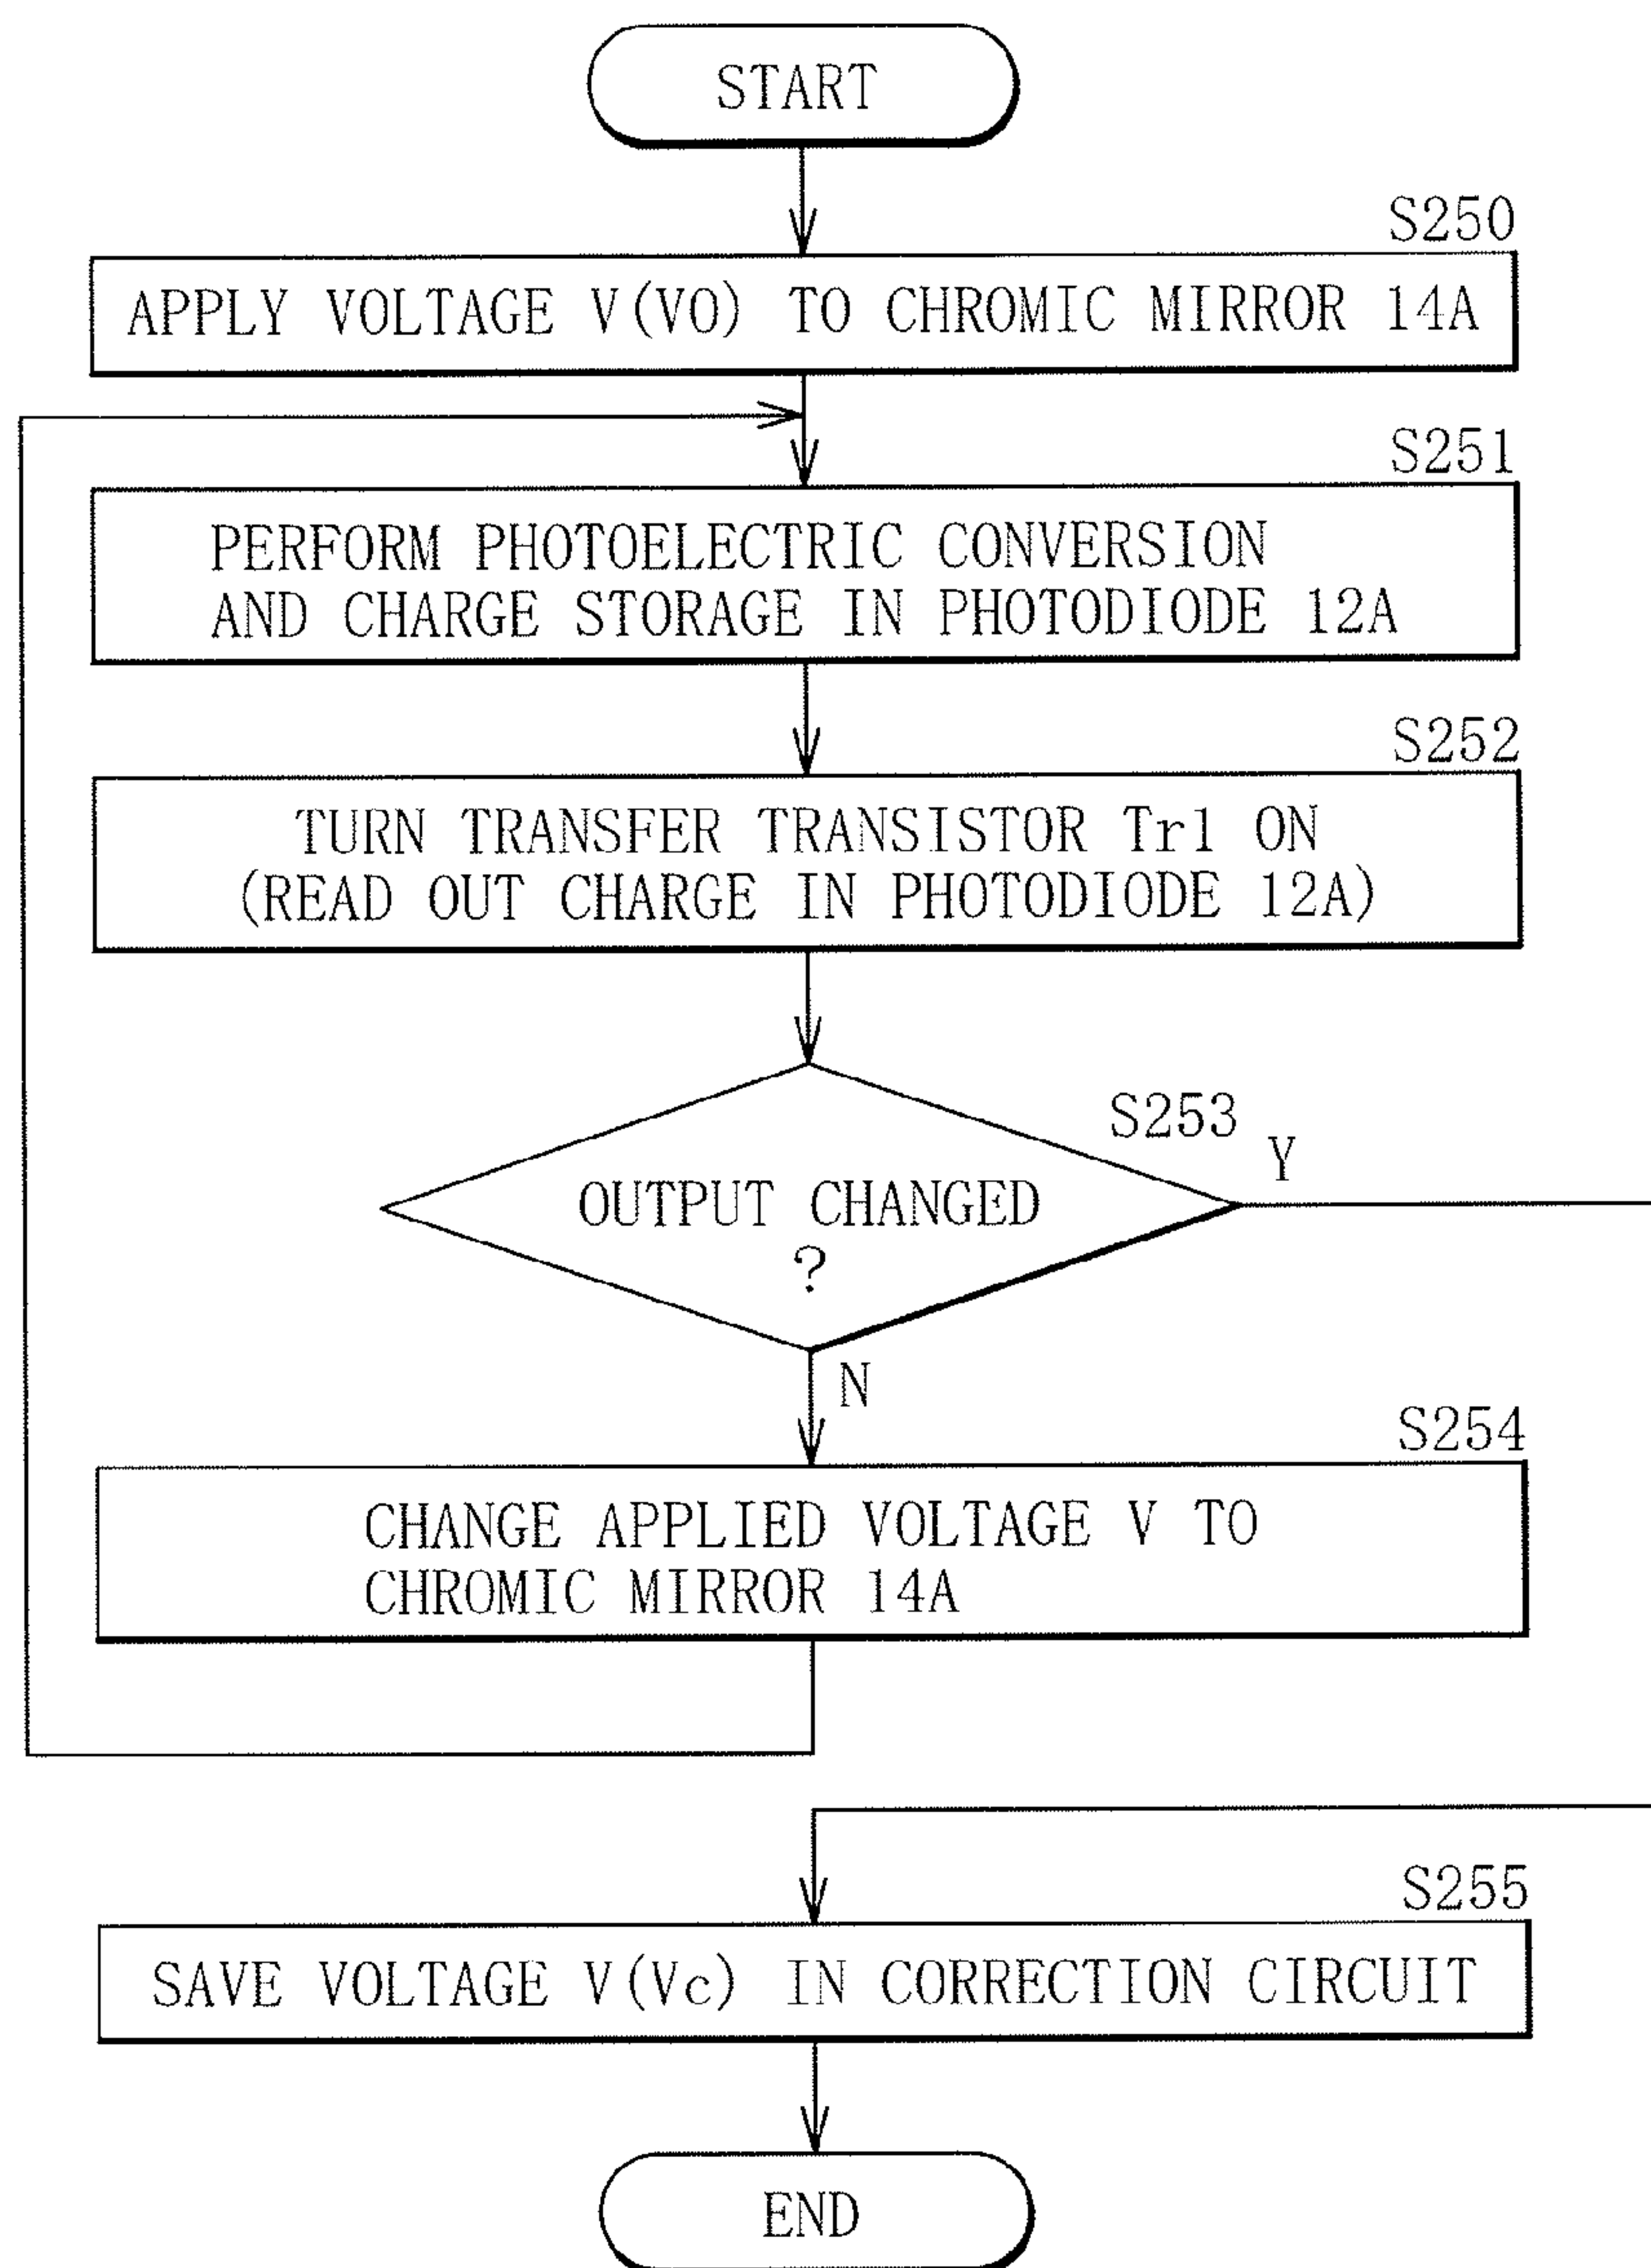 START
S250
APPLY VOLTAGE V(V0) TO CHROMIC MIRROR 14A
S251
PERFORM PHOTOELECTRIC CONVERSION
AND CHARGE STORAGE IN PHOTODIODE 12A
S252
TURN TRANSFER TRANSISTOR Tr1 ON
(READ OUT CHARGE IN PHOTODIODE 12A)
S253
Y
OUTPUT CHANGED
?
N
S254
CHANGE APPLIED VOLTAGE V TO
CHROMIC MIRROR 14A
S255
SAVE VOLTAGE V(Vc) IN CORRECTION CIRCUIT
END